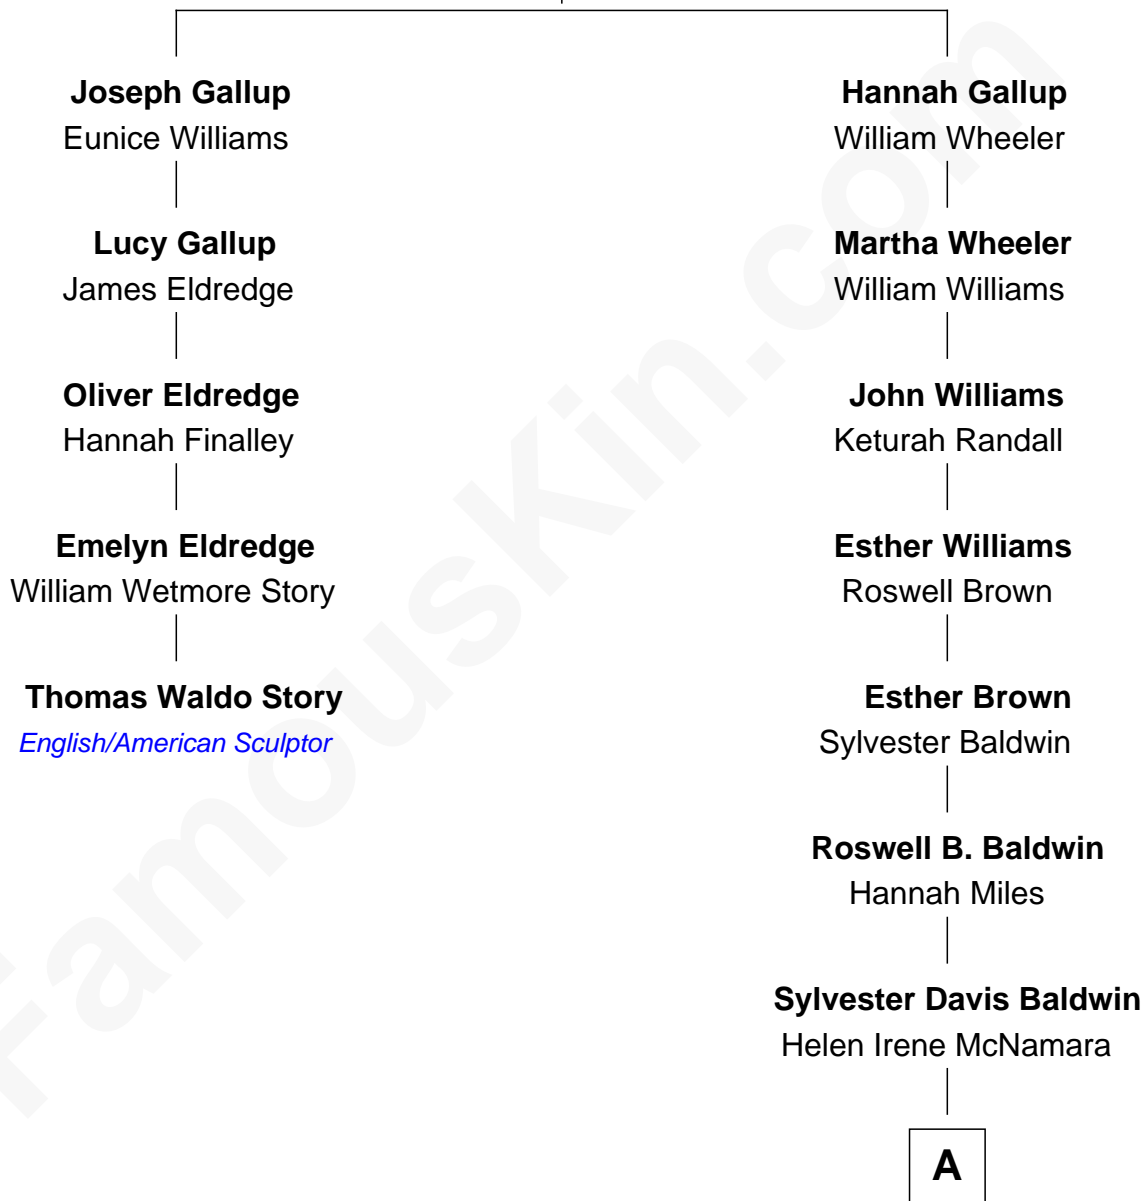 Joseph Gallup
Eunice Williams
Hannah Gallup
William Wheeler
Lucy Gallup
James Eldredge
Martha Wheeler
William Williams
Oliver Eldredge
Hannah Finalley
John Williams
Keturah Randall
Emelyn Eldredge
William Wetmore Story
Esther Williams
Roswell Brown
Thomas Waldo Story
English/American Sculptor
Esther Brown
Sylvester Baldwin
Roswell B. Baldwin
Hannah Miles
Sylvester Davis Baldwin
Helen Irene McNamara
A
FamousKin.com